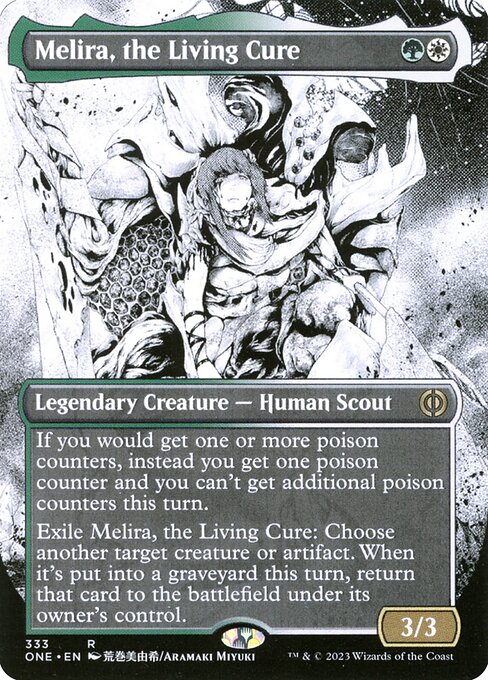 Melira, the Living Cure
Legendary Creature — Human Scout
If you would get one or more poison
counters, instead you get one poison
counter and you can't get additional poison
counters this turn.
Exile Melira, the Living Cure: Choose
another target creature or artifact. When
it's put into a graveyard this turn, return
that card to the battlefield under its
owner's control.
3/3
333 R
ONE • EN 荒巻美由希/ARAMAKI MIYUKI
™ & © 2023 Wizards of the Coast